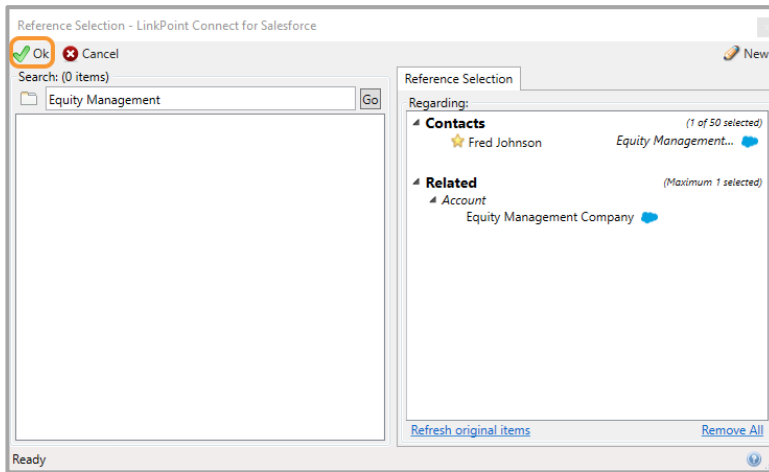 Reference Selection - LinkPoint Connect for Salesforce
Ok Cancel New
Search: (0 items)
Equity Management Go
Reference Selection
Regarding:
Contacts (1 of 50 selected)
Fred Johnson Equity Management...
Related (Maximum 1 selected)
Account
Equity Management Company
Refresh original items Remove All
Ready